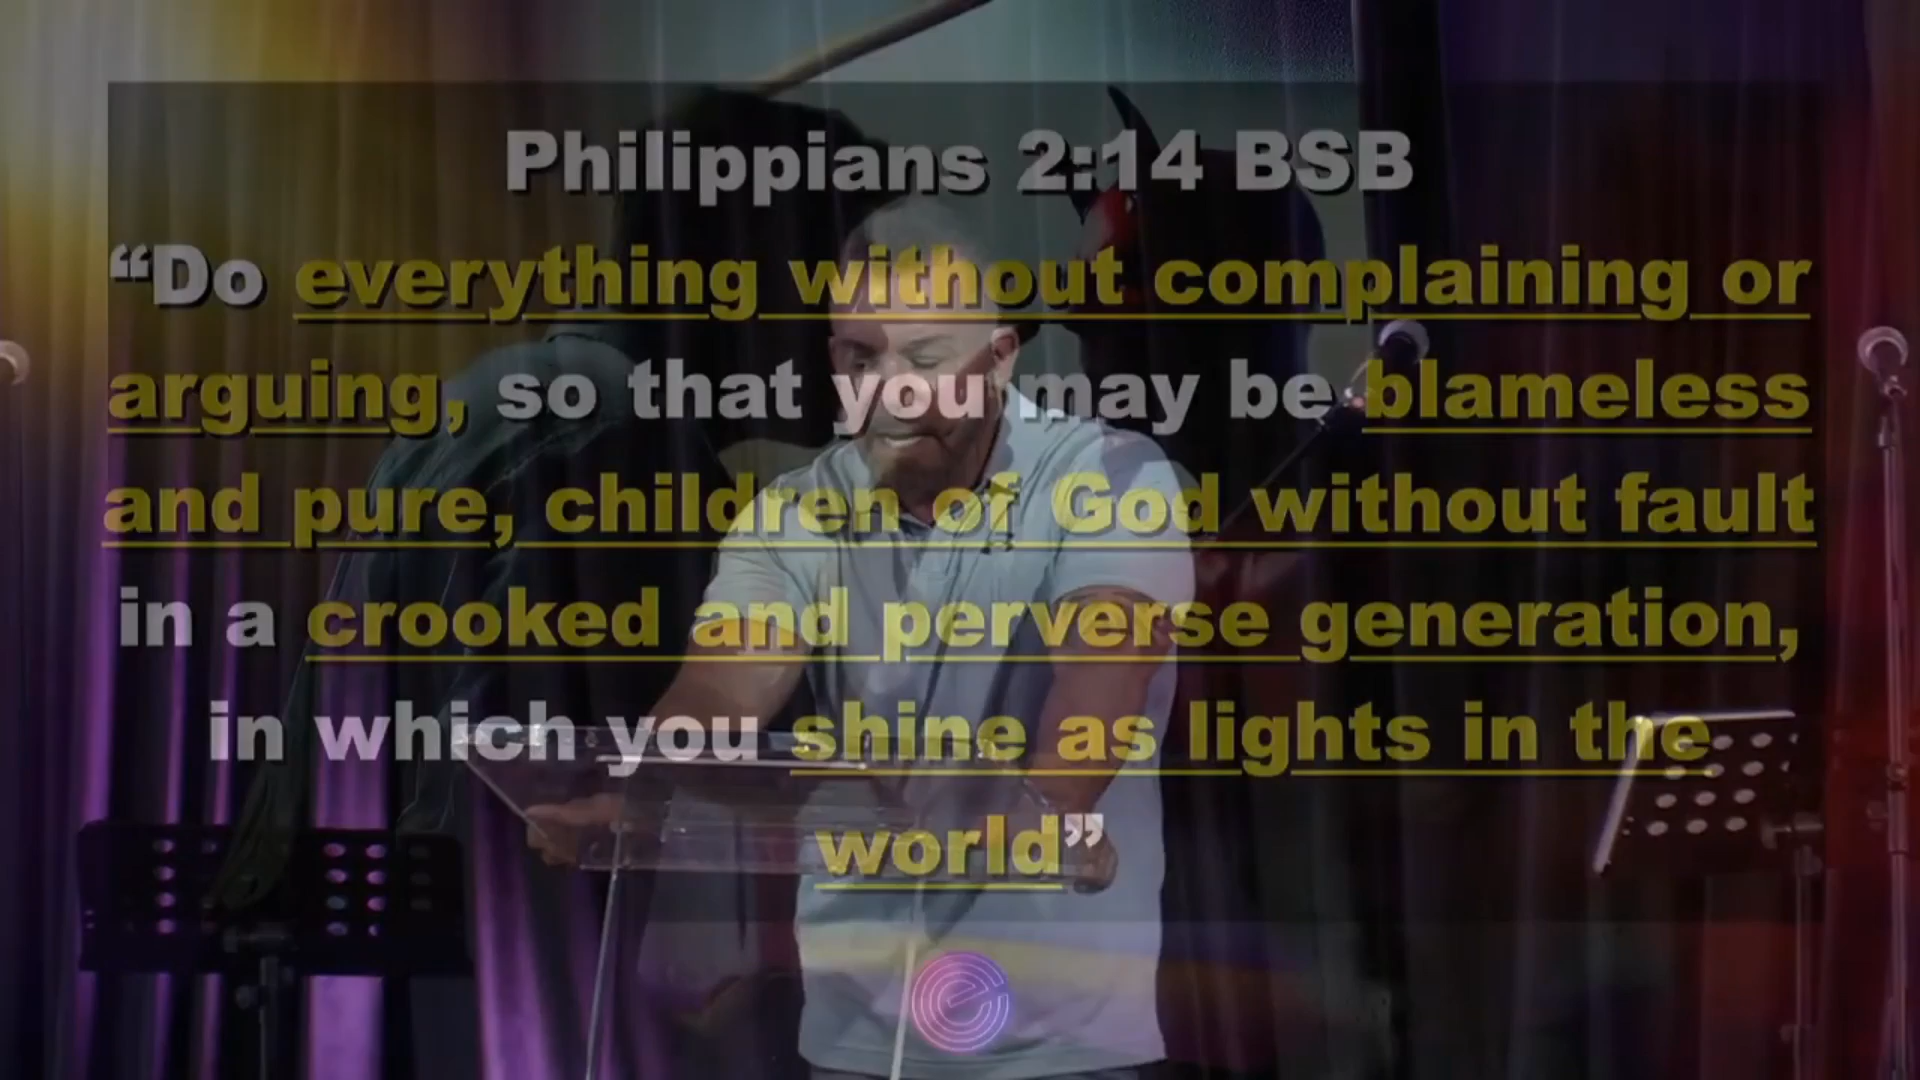 Philippians 2:14 BSB
“Do everything without complaining or
arguing, so that you may be blameless
and pure, children of God without fault
in a crooked and perverse generation,
in which you shine as lights in the
world”
e